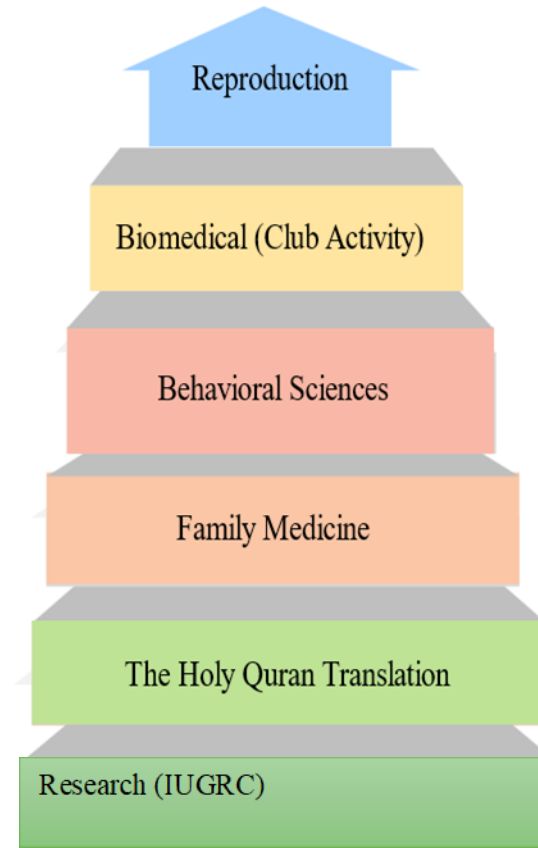 Reproduction
Biomedical (Club Activity)
Behavioral Sciences
Family Medicine
The Holy Quran Translation
Research (IUGRC)